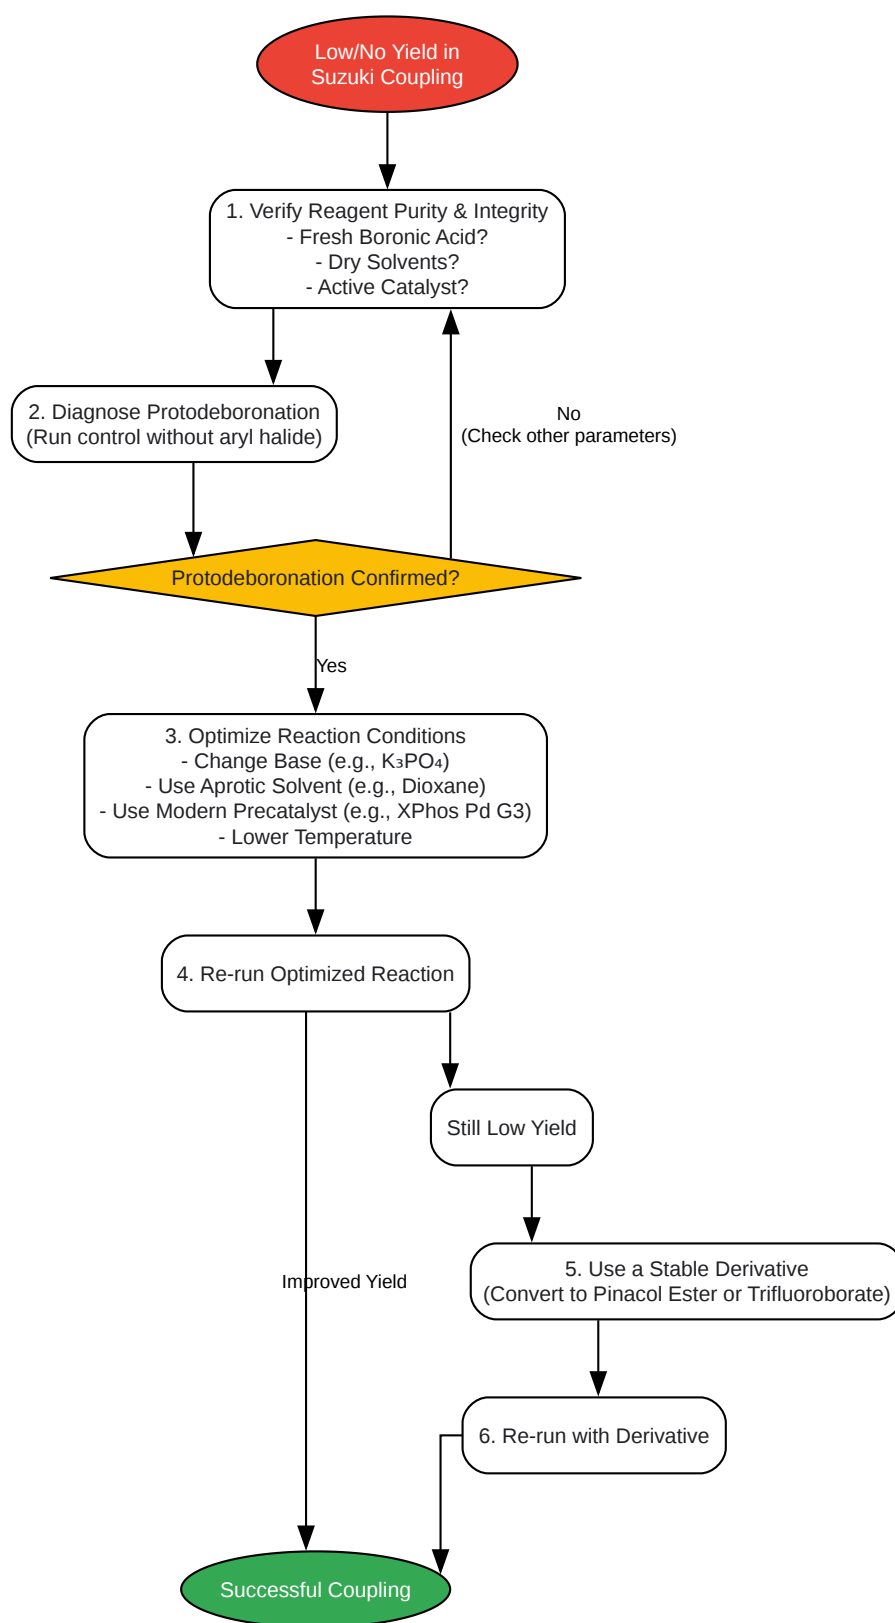 Low/No Yield in
Suzuki Coupling
1. Verify Reagent Purity & Integrity
- Fresh Boronic Acid?
- Dry Solvents?
- Active Catalyst?
2. Diagnose Protodeboronation
(Run control without aryl halide)
No
(Check other parameters)
Protodeboronation Confirmed?
Yes
3. Optimize Reaction Conditions
- Change Base (e.g., K₃PO₄)
- Use Aprotic Solvent (e.g., Dioxane)
- Use Modern Precatalyst (e.g., XPhos Pd G3)
- Lower Temperature
4. Re-run Optimized Reaction
Still Low Yield
5. Use a Stable Derivative
(Convert to Pinacol Ester or Trifluoroborate)
Improved Yield
6. Re-run with Derivative
Successful Coupling